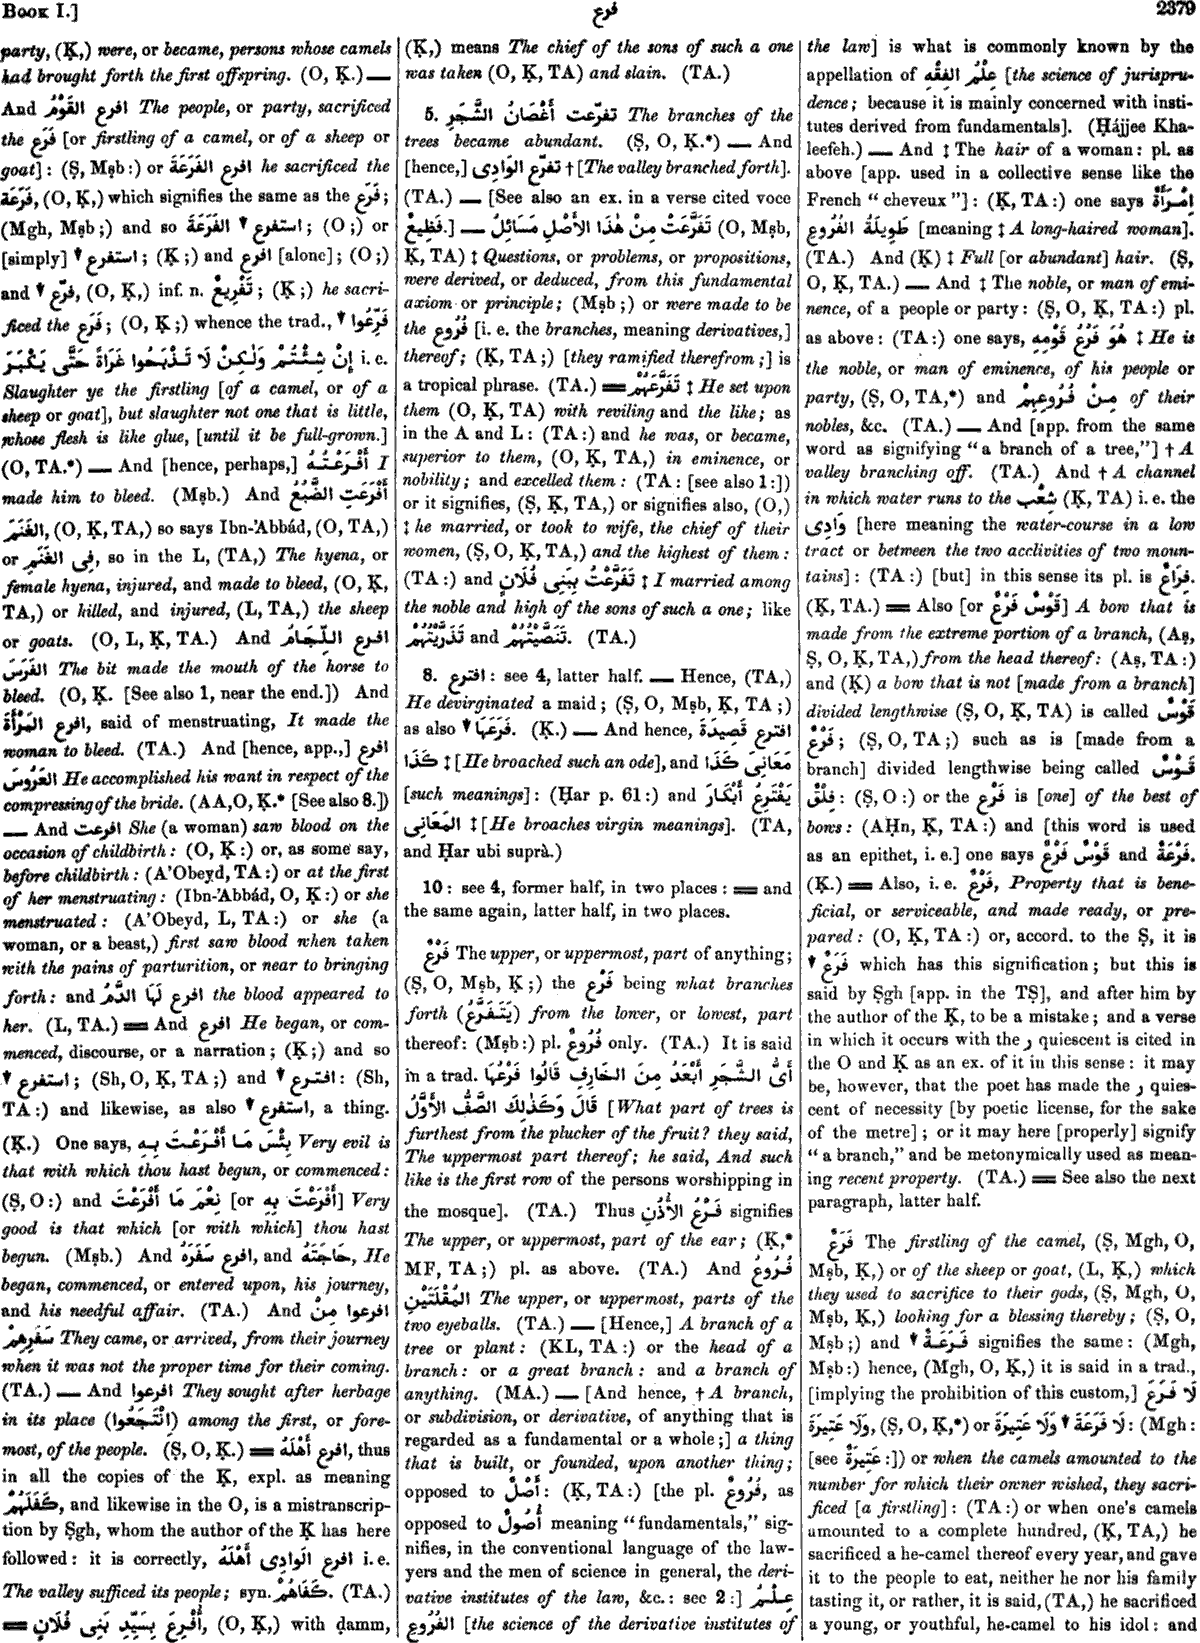 BOOK I.]
فرع
2379
party, (Ḳ,) were, or became, persons whose camels
had brought forth the first offspring. (O, Ḳ.) —
And افرع القَوْمُ The people, or party, sacrificed
the فَرَع [or firstling of a camel, or of a sheep or
goat]: (Ṣ, Mṣb:) or افرع الفَرَعَةَ he sacrificed the
فَرَعَة, (O, Ḳ,) which signifies the same as the فَرَع;
(Mgh, Mṣb;) and so استفرع ▼ الفَرَعَةَ; (O;) or
[simply] استفرع ▼; (Ḳ;) and افرع [alone]; (O;)
and ▼ فرّع, (O, Ḳ,) inf. n. تَفْرِيعٌ; (Ḳ;) he sacri-
ficed the فَرَع; (O, Ḳ;) whence the trad., ▼ فَرِّعُوا
إِنْ شِئْتُمْ وَلٰكِنْ لَا تَذْبَحُوا غَرَاةً حَتَّى يَكْبَرَ i. e.
Slaughter ye the firstling [of a camel, or of a
sheep or goat], but slaughter not one that is little,
whose flesh is like glue, [until it be full-grown.]
(O, TA.*) — And [hence, perhaps,] أَفْرَعْتُهُ I
made him to bleed. (Mṣb.) And أَفْرَعَتِ الضَّبُعُ
الغَنَمَ, (O, Ḳ, TA,) so says Ibn-'Abbád, (O, TA,)
or فِى الغَنَمِ, so in the L, (TA,) The hyena, or
female hyena, injured, and made to bleed, (O, Ḳ,
TA,) or killed, and injured, (L, TA,) the sheep
or goats. (O, L, Ḳ, TA.) And افرع اللِّجَامُ
الفَرَسَ The bit made the mouth of the horse to
bleed. (O, Ḳ. [See also 1, near the end.]) And
افرع المَرْأَةَ, said of menstruating, It made the
woman to bleed. (TA.) And [hence, app.,] افرع
العَرُوسَ He accomplished his want in respect of the
compressing of the bride. (AA, O, Ḳ.* [See also 8.])
— And افرعت She (a woman) saw blood on the
occasion of childbirth: (O, Ḳ:) or, as some say,
before childbirth: (A'Obeyd, TA:) or at the first
of her menstruating: (Ibn-'Abbád, O, Ḳ:) or she
menstruated: (A'Obeyd, L, TA:) or she (a
woman, or a beast,) first saw blood when taken
with the pains of parturition, or near to bringing
forth: and افرع لَهَا الدَّمُ the blood appeared to
her. (L, TA.) ═ And افرع He began, or com-
menced, discourse, or a narration; (Ḳ;) and so
▼ استفرع; (Sh, O, Ḳ, TA;) and ▼ افترع: (Sh,
TA:) and likewise, as also ▼ استفرع, a thing.
(Ḳ.) One says, بِئْسَ مَا أَفْرَعْتَ بِهِ Very evil is
that with which thou hast begun, or commenced:
(Ṣ, O:) and نِعْمَ مَا أَفْرَعْتَ [or أَفْرَعْتَ بِهِ] Very
good is that which [or with which] thou hast
begun. (Mṣb.) And افرع سَفَرَهُ, and حَاجَتَهُ, He
began, commenced, or entered upon, his journey,
and his needful affair. (TA.) And افرعوا مِنْ
سَفَرِهِمْ They came, or arrived, from their journey
when it was not the proper time for their coming.
(TA.) — And افرعوا They sought after herbage
in its place (اِنْتَجَعُوا) among the first, or fore-
most, of the people. (Ṣ, O, Ḳ.) ═ افرع أَهْلَهُ, thus
in all the copies of the Ḳ, expl. as meaning
كَفَلَهُمْ, and likewise in the O, is a mistranscrip-
tion by Ṣgh, whom the author of the Ḳ has here
followed: it is correctly, افرع الوَادِى أَهْلَهُ i. e.
The valley sufficed its people; syn. كَفَاهُمْ. (TA.)
═ أُفْرِعَ بِسَيِّدِ بَنِى فُلَانٍ, (O, Ḳ,) with damm,
(Ḳ,) means The chief of the sons of such a one
was taken (O, Ḳ, TA) and slain. (TA.)
5. تفرّعت أَغْصَانُ الشَّجَرِ The branches of the
trees became abundant. (Ṣ, O, Ḳ.*) — And
[hence,] تفرّع الوَادِى † [The valley branched forth].
(TA.) — [See also an ex. in a verse cited voce
فَظِيعٌ.] — تَفَرَّعَتْ مِنْ هٰذَا الأَصْلِ مَسَائِلُ (O, Mṣb,
Ḳ, TA) ‡ Questions, or problems, or propositions,
were derived, or deduced, from this fundamental
axiom or principle; (Mṣb;) or were made to be
the فُرُوع [i. e. the branches, meaning derivatives,]
thereof; (Ḳ, TA;) [they ramified therefrom;] is
a tropical phrase. (TA.) ═ تَفَرَّعَهُمْ ‡ He set upon
them (O, Ḳ, TA) with reviling and the like; as
in the A and L: (TA:) and he was, or became,
superior to them, (O, Ḳ, TA,) in eminence, or
nobility; and excelled them: (TA: [see also 1:])
or it signifies, (Ṣ, Ḳ, TA,) or signifies also, (O,)
‡ he married, or took to wife, the chief of their
women, (Ṣ, O, Ḳ, TA,) and the highest of them:
(TA:) and تَفَرَّعْتُ بِبَنِى فُلَانٍ ‡ I married among
the noble and high of the sons of such a one; like
تَذَرَّيْتُهُمْ and تَنَصَّيْتُهُمْ. (TA.)
8. افترع: see 4, latter half. — Hence, (TA,)
He devirginated a maid; (Ṣ, O, Mṣb, Ḳ, TA;)
as also ▼ فَرَعَهَا. (Ḳ.) — And hence, افترع قَصِيدَةَ
كَذَا ‡ [He broached such an ode], and مَعَانِىَ كَذَا
[such meanings]: (Ḥar p. 61:) and يَفْتَرِعُ أَبْكَارَ
المَعَانِى ‡ [He broaches virgin meanings]. (TA,
and Ḥar ubi suprà.)
10: see 4, former half, in two places: ═ and
the same again, latter half, in two places.
فَرْعٌ The upper, or uppermost, part of anything;
(Ṣ, O, Mṣb, Ḳ;) the فَرْع being what branches
forth (يَتَفَرَّعُ) from the lower, or lowest, part
thereof: (Mṣb:) pl. فُرُوعٌ only. (TA.) It is said
in a trad. أَىُّ الشَّجَرِ أَبْعَدُ مِنَ الخَارِفِ قَالُوا فَرْعُهَا
قَالَ وَكَذٰلِكَ الصَّفُّ الأَوَّلُ [What part of trees is
furthest from the plucker of the fruit? they said,
The uppermost part thereof; he said, And such
like is the first row of the persons worshipping in
the mosque]. (TA.) Thus فَرْعُ الأُذُنِ signifies
The upper, or uppermost, part of the ear; (Ḳ,*
MF, TA;) pl. as above. (TA.) And فُرُوعُ
المُقْلَتَيْنِ The upper, or uppermost, parts of the
two eyeballs. (TA.) — [Hence,] A branch of a
tree or plant: (KL, TA:) or the head of a
branch: or a great branch: and a branch of
anything. (MA.) — [And hence, † A branch,
or subdivision, or derivative, of anything that is
regarded as a fundamental or a whole;] a thing
that is built, or founded, upon another thing;
opposed to أَصْلٌ: (Ḳ, TA:) [the pl. فُرُوعٌ, as
opposed to أُصُولٌ meaning "fundamentals," sig-
nifies, in the conventional language of the law-
yers and the men of science in general, the deri-
vative institutes of the law, &c.: see 2:] عِلْمُ
الفُرُوعِ [the science of the derivative institutes of
the law] is what is commonly known by the
appellation of عِلْمُ الفِقْهِ [the science of jurispru-
dence; because it is mainly concerned with insti-
tutes derived from fundamentals]. (Ḥájjee Kha-
leefeh.) — And ‡ The hair of a woman: pl. as
above [app. used in a collective sense like the
French "cheveux"]: (Ḳ, TA:) one says اِمْرَأَةٌ
طَوِيلَةُ الفُرُوعِ [meaning ‡ A long-haired woman].
(TA.) And (Ḳ) ‡ Full [or abundant] hair. (Ṣ,
O, Ḳ, TA.) — And ‡ The noble, or man of emi-
nence, of a people or party: (Ṣ, O, Ḳ, TA:) pl.
as above: (TA:) one says, هُوَ فَرْعُ قَوْمِهِ ‡ He is
the noble, or man of eminence, of his people or
party, (Ṣ, O, TA,*) and مِنْ فُرُوعِهِمْ of their
nobles, &c. (TA.) — And [app. from the same
word as signifying "a branch of a tree,"] † A
valley branching off. (TA.) And † A channel
in which water runs to the شِعْب (Ḳ, TA) i. e. the
وَادِى [here meaning the water-course in a low
tract or between the two acclivities of two moun-
tains]: (TA:) [but] in this sense its pl. is فِرَاعٌ.
(Ḳ, TA.) ═ Also [or قَوْسٌ فَرْعٌ] A bow that is
made from the extreme portion of a branch, (Aṣ,
Ṣ, O, Ḳ, TA,) from the head thereof: (Aṣ, TA:)
and (Ḳ) a bow that is not [made from a branch]
divided lengthwise (Ṣ, O, Ḳ, TA) is called قَوْسٌ
فَرْعٌ; (Ṣ, O, TA;) such as is [made from a
branch] divided lengthwise being called قَوْسٌ
فِلْقٌ: (Ṣ, O:) or the فَرْع is [one] of the best of
bows: (AḤn, Ḳ, TA:) and [this word is used
as an epithet, i. e.] one says قَوْسٌ فَرْعٌ and فَرْعَةٌ.
(Ḳ.) ═ Also, i. e. فَرْعٌ, Property that is bene-
ficial, or serviceable, and made ready, or pre-
pared: (O, Ḳ, TA:) or, accord. to the Ṣ, it is
▼ فَرَعٌ which has this signification; but this is
said by Ṣgh [app. in the TṢ], and after him by
the author of the Ḳ, to be a mistake; and a verse
in which it occurs with the ر quiescent is cited in
the O and Ḳ as an ex. of it in this sense: it may
be, however, that the poet has made the ر quies-
cent of necessity [by poetic license, for the sake
of the metre]; or it may here [properly] signify
"a branch," and be metonymically used as mean-
ing recent property. (TA.) ═ See also the next
paragraph, latter half.
فَرَعٌ The firstling of the camel, (Ṣ, Mgh, O,
Mṣb, Ḳ,) or of the sheep or goat, (L, Ḳ,) which
they used to sacrifice to their gods, (Ṣ, Mgh, O,
Mṣb, Ḳ,) looking for a blessing thereby; (Ṣ, O,
Mṣb;) and ▼ فَرَعَةٌ signifies the same: (Mgh,
Mṣb:) hence, (Mgh, O, Ḳ,) it is said in a trad.,
[implying the prohibition of this custom,] لَا فَرَعَ
وَلَا عَتِيرَةَ, (Ṣ, O, Ḳ,*) or لَا فَرَعَةَ ▼ وَلَا عَتِيرَةَ: (Mgh:
[see عَتِيرَةٌ:]) or when the camels amounted to the
number for which their owner wished, they sacri-
ficed [a firstling]: (TA:) or when one's camels
amounted to a complete hundred, (Ḳ, TA,) he
sacrificed a he-camel thereof every year, and gave
it to the people to eat, neither he nor his family
tasting it, or rather, it is said, (TA,) he sacrificed
a young, or youthful, he-camel to his idol: and